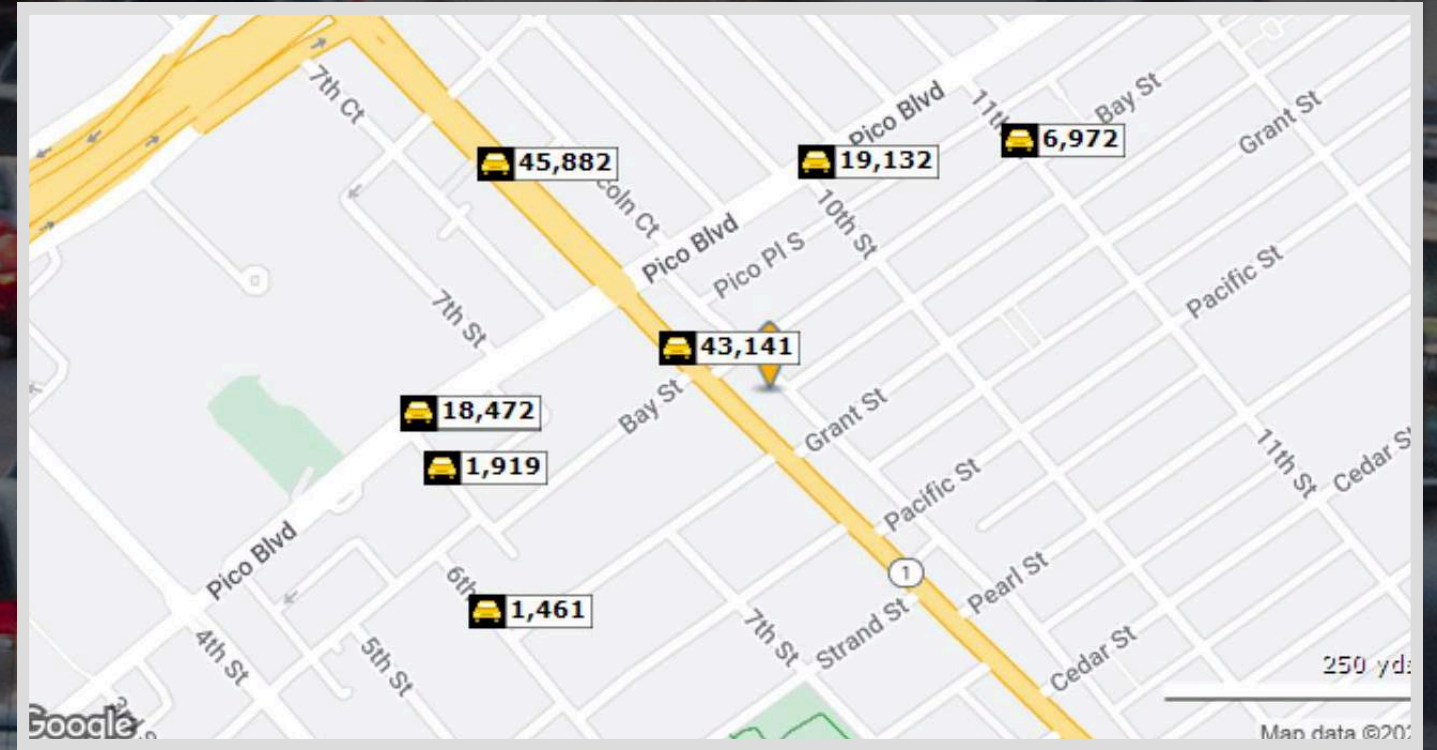 7th Ct
45,882
coln Ct
Pico Blvd
19,132
Pico Blvd
11th
6,972
Bay St
Grant St
10th St
Pico Pl S
Pacific St
7th St
43,141
18,472
Bay St
Grant St
1,919
Pacific St
11th St
Cedar S
Pico Blvd
6th
1,461
1
Pearl St
7th St
Strand St
4th St
5th St
Cedar St
250 yds
3rd
Google
Map data ©202